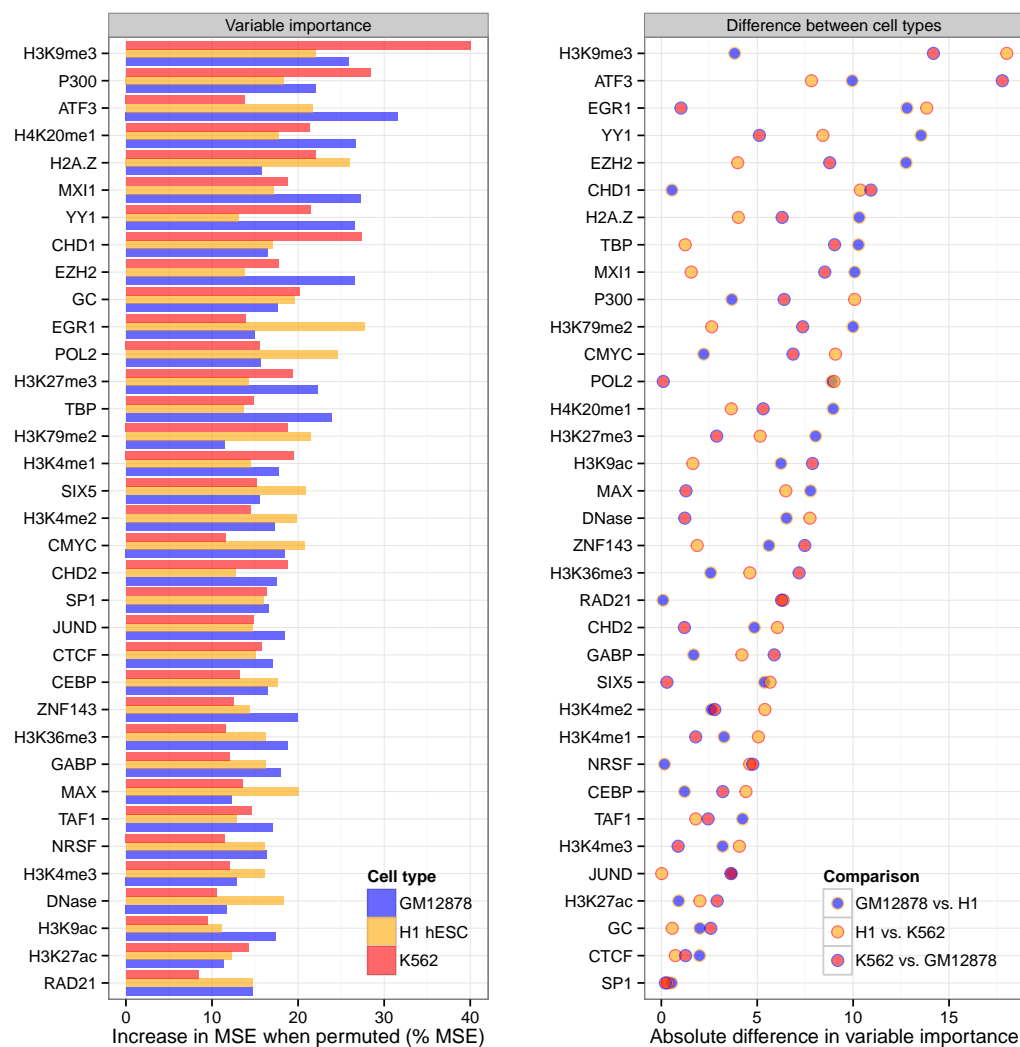 Variable importance
H3K9me3
P300
ATF3
H4K20me1
H2A.Z
MXI1
YY1
CHD1
EZH2
GC
EGR1
POL2
H3K27me3
TBP
H3K79me2
H3K4me1
SIX5
H3K4me2
CMYC
CHD2
SP1
JUND
CTCF
CEBP
ZNF143
H3K36me3
GABP
MAX
TAF1
NRSF
H3K4me3
DNase
H3K9ac
H3K27ac
RAD21
Cell type
GM12878
H1 hESC
K562
0 10 20 30 40
Increase in MSE when permuted (% MSE)
Difference between cell types
H3K9me3
ATF3
EGR1
YY1
EZH2
CHD1
H2A.Z
TBP
MXI1
P300
H3K79me2
CMYC
POL2
H4K20me1
H3K27me3
H3K9ac
MAX
DNase
ZNF143
H3K36me3
RAD21
CHD2
GABP
SIX5
H3K4me2
H3K4me1
NRSF
CEBP
TAF1
H3K4me3
JUND
H3K27ac
GC
CTCF
SP1
Comparison
GM12878 vs. H1
H1 vs. K562
K562 vs. GM12878
0 5 10 15
Absolute difference in variable importance